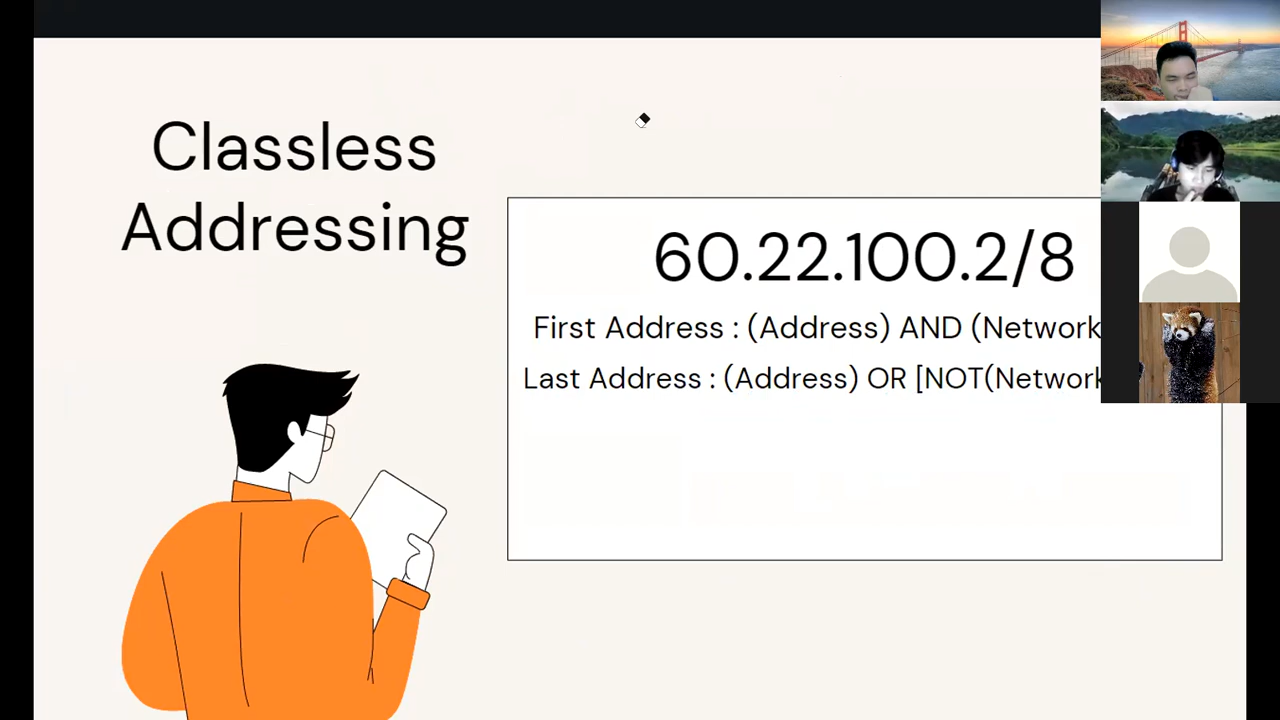 Classless
Addressing
60.22.100.2/8
First Address : (Address) AND (Network
Last Address : (Address) OR [NOT(Network